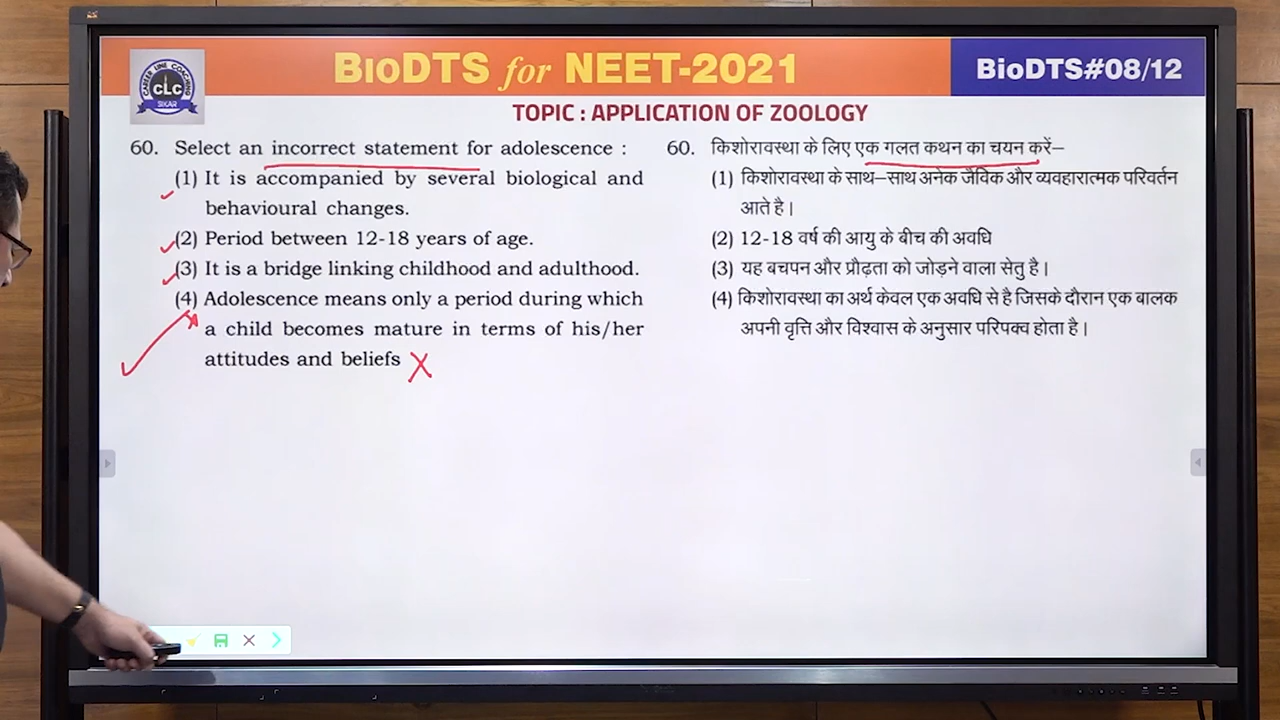 BIODTS for NEET-2021
BIODTS#08/12
CAREER LINE COACHING
CLC
SIKAR
TOPIC : APPLICATION OF ZOOLOGY
60. Select an incorrect statement for adolescence :
(1) It is accompanied by several biological and
behavioural changes.
(2) Period between 12-18 years of age.
(3) It is a bridge linking childhood and adulthood.
(4) Adolescence means only a period during which
a child becomes mature in terms of his/her
attitudes and beliefs
60. किशोरावस्था के लिए एक गलत कथन का चयन करें–
(1) किशोरावस्था के साथ–साथ अनेक जैविक और व्यवहारात्मक परिवर्तन
आते है।
(2) 12-18 वर्ष की आयु के बीच की अवधि
(3) यह बचपन और प्रौढ़ता को जोड़ने वाला सेतु है।
(4) किशोरावस्था का अर्थ केवल एक अवधि से है जिसके दौरान एक बालक
अपनी वृत्ति और विश्वास के अनुसार परिपक्व होता है।